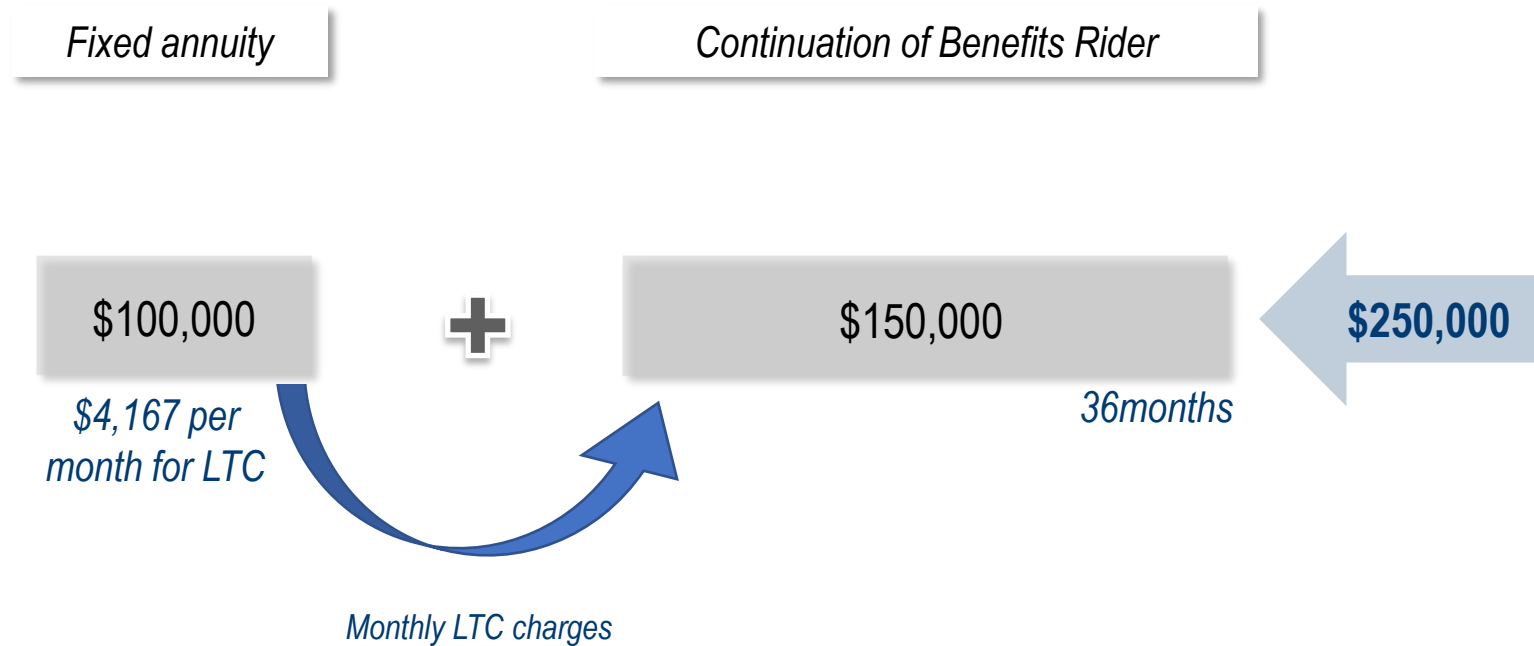 Fixed annuity
Continuation of Benefits Rider
$100,000
$150,000
$250,000
$4,167 per
month for LTC
36months
Monthly LTC charges